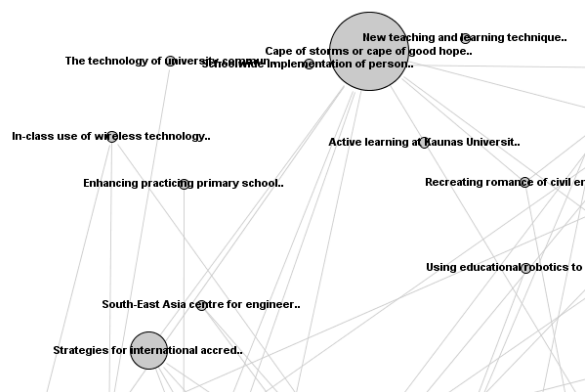 New teaching and learning technique..
Cape of storms or cape of good hope..
The technology of university commun..
Schoolwide implementation of person..
In-class use of wireless technology..
Active learning at Kaunas Universit..
Enhancing practicing primary school..
Recreating romance of civil en
Using educational robotics to
South-East Asia centre for engineer..
Strategies for international accred..